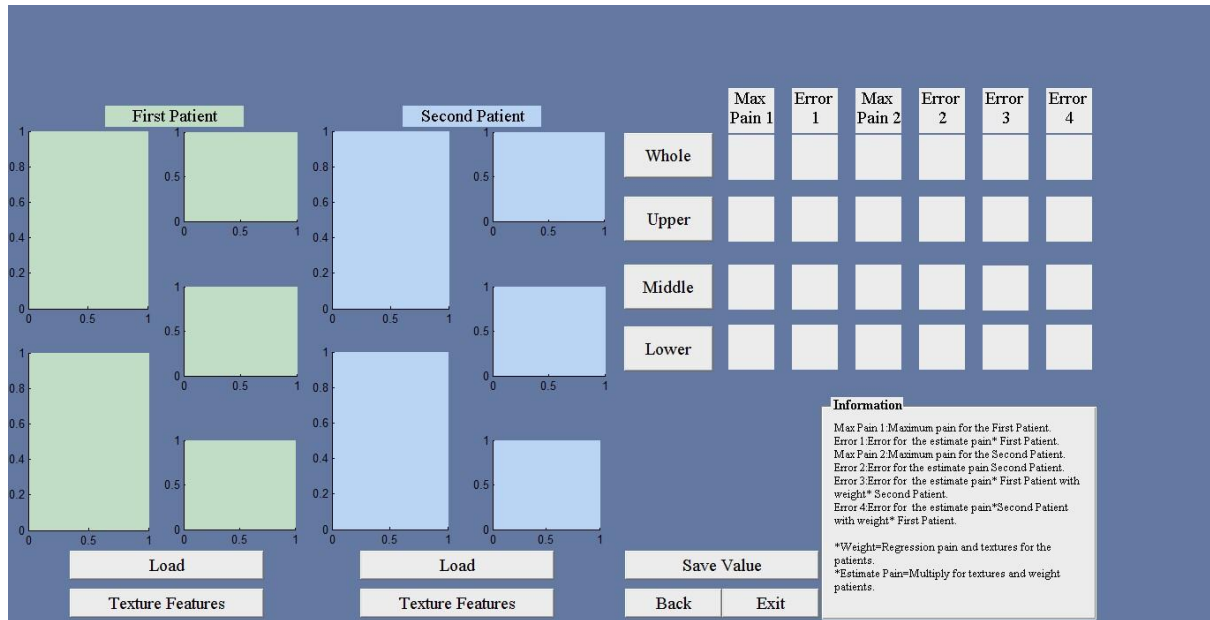 First Patient
1
0.8
0.6
0.4
0.2
0
0 0.5 1
1
0.5
0
0 0.5 1
1
0.5
0
0 0.5 1
1
0.8
0.6
0.4
0.2
0
0 0.5 1
1
0.5
0
0 0.5 1
Load
Texture Features
Second Patient
1
0.8
0.6
0.4
0.2
0
0 0.5 1
1
0.5
0
0 0.5 1
1
0.5
0
0 0.5 1
1
0.8
0.6
0.4
0.2
0
0 0.5 1
1
0.5
0
0 0.5 1
Load
Texture Features
Max Error Max Error Error Error
Pain 1 1 Pain 2 2 3 4
Whole
Upper
Middle
Lower
Save Value
Back Exit
Information
Max Pain 1:Maximum pain for the First Patient.
Error 1:Error for the estimate pain* First Patient.
Max Pain 2:Maximum pain for the Second Patient.
Error 2:Error for the estimate pain Second Patient.
Error 3:Error for the estimate pain* First Patient with
weight* Second Patient.
Error 4:Error for the estimate pain*Second Patient
with weight* First Patient.
*Weight=Regression pain and textures for the
patients.
*Estimate Pain=Multiply for textures and weight
patients.